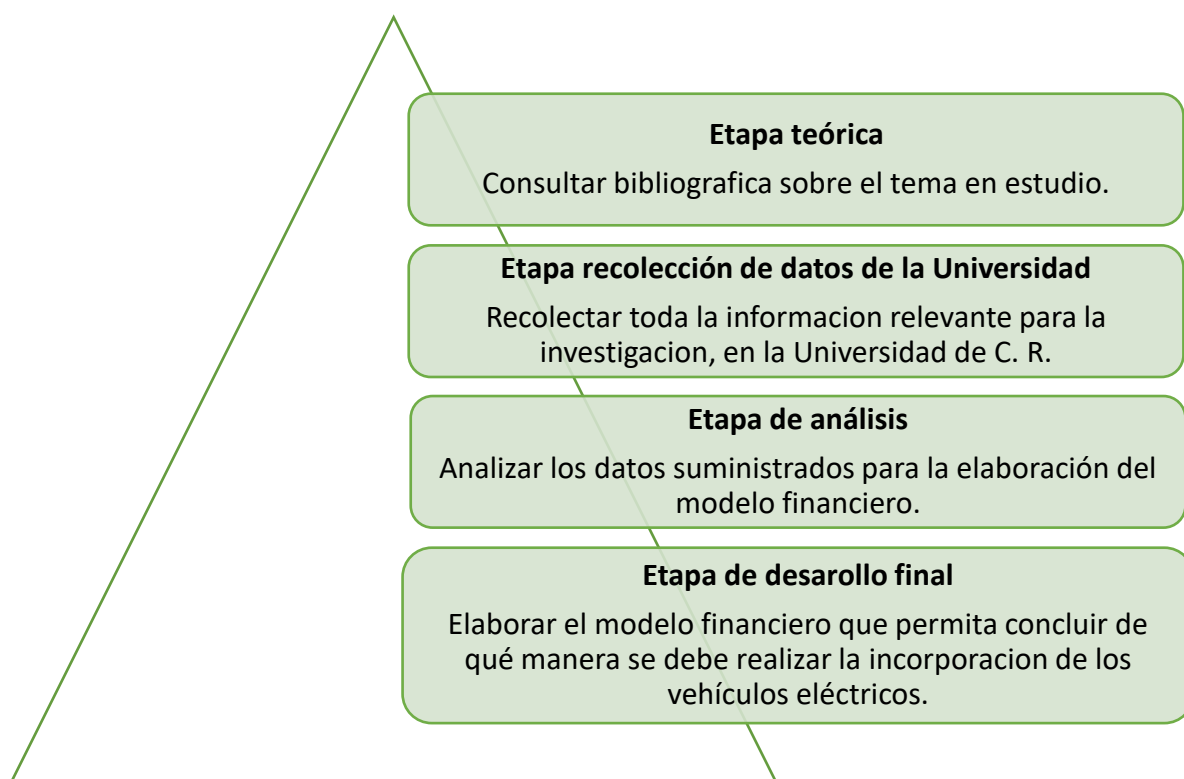 Etapa teórica
Consultar bibliografica sobre el tema en estudio.
Etapa recolección de datos de la Universidad
Recolectar toda la informacion relevante para la
investigacion, en la Universidad de C. R.
Etapa de análisis
Analizar los datos suministrados para la elaboración del
modelo financiero.
Etapa de desarollo final
Elaborar el modelo financiero que permita concluir de
qué manera se debe realizar la incorporacion de los
vehículos eléctricos.